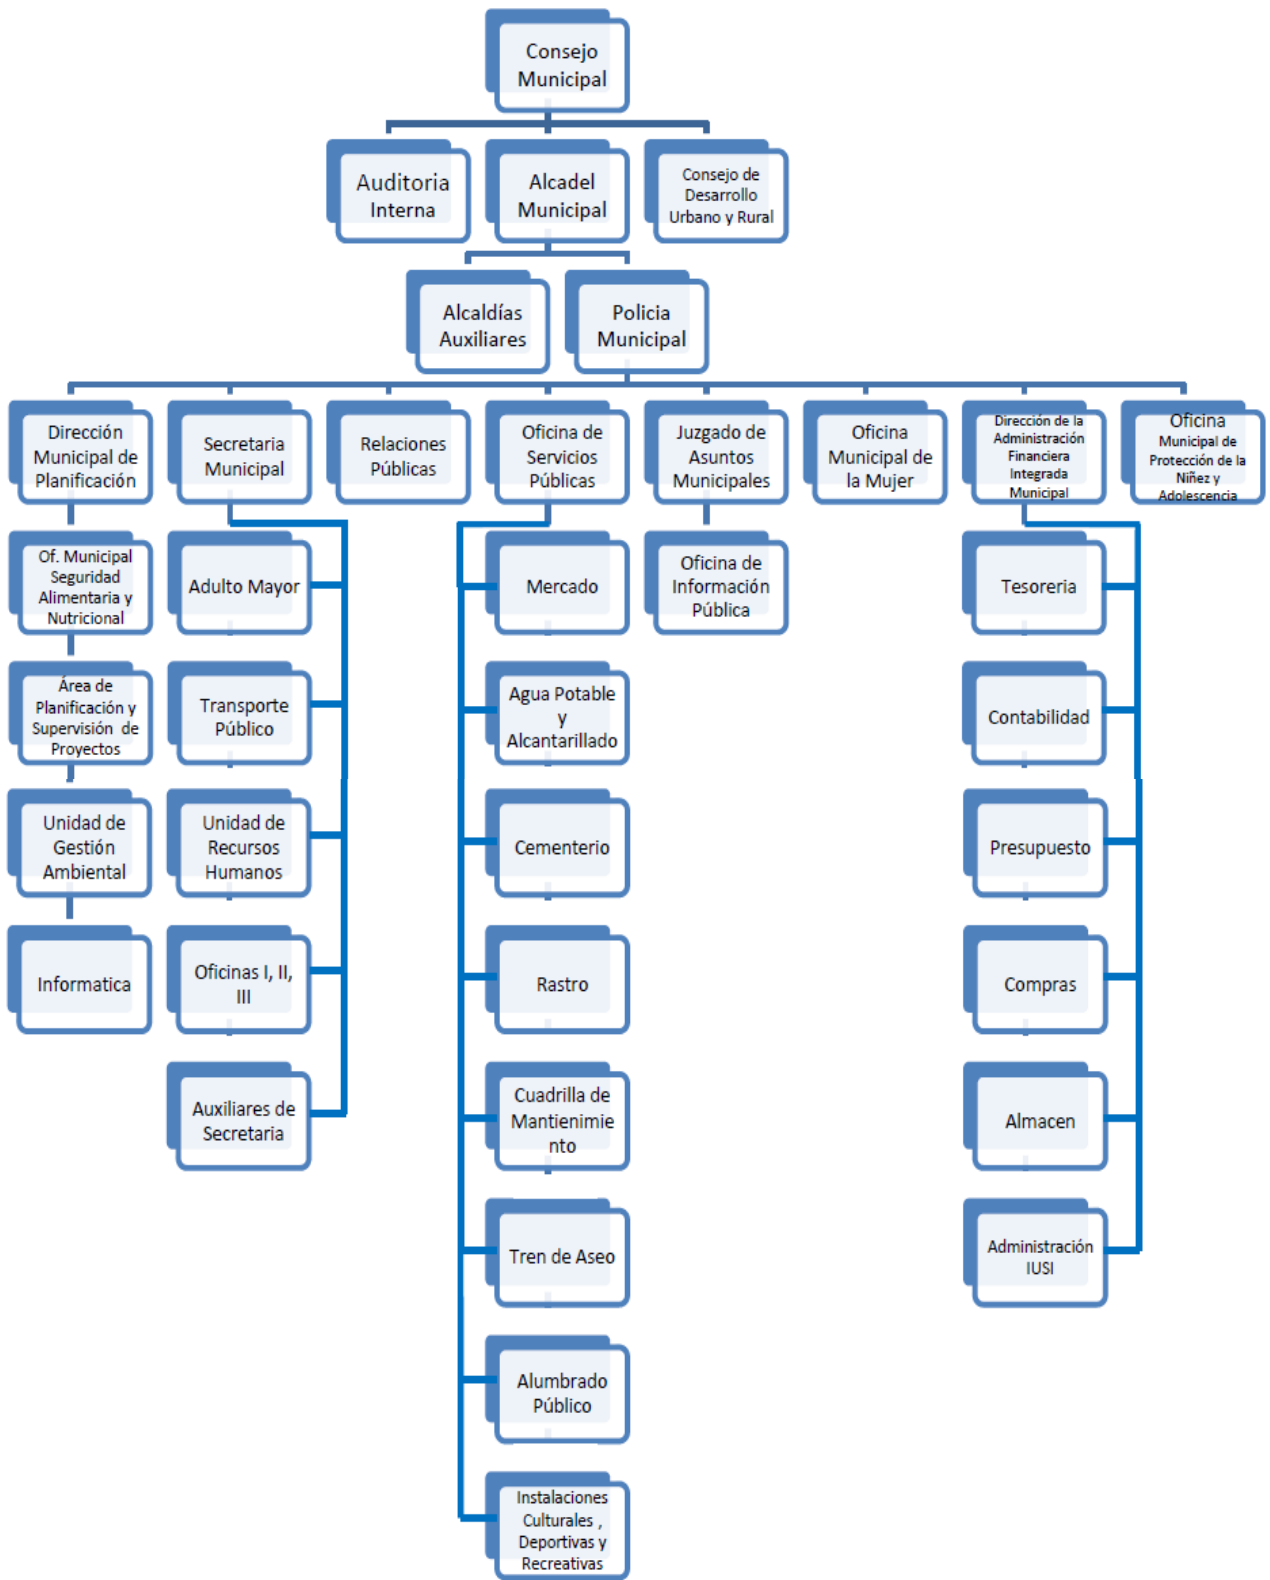 Consejo
Municipal
Auditoria
Interna
Alcadel
Municipal
Consejo de
Desarrollo
Urbano y Rural
Alcaldías
Auxiliares
Policia
Municipal
Dirección
Municipal de
Planificación
Secretaria
Municipal
Relaciones
Públicas
Oficina de
Servicios
Públicas
Juzgado de
Asuntos
Municipales
Oficina
Municipal de
la Mujer
Dirección de la
Administración
Financiera
Integrada
Municipal
Oficina
Municipal de
Protección de la
Niñez y
Adolescencia
Of. Municipal
Seguridad
Alimentaria y
Nutricional
Adulto Mayor
Mercado
Oficina de
Información
Pública
Tesoreria
Área de
Planificación y
Supervisión de
Proyectos
Transporte
Público
Agua Potable
y
Alcantarillado
Contabilidad
Unidad de
Gestión
Ambiental
Unidad de
Recursos
Humanos
Cementerio
Presupuesto
Informatica
Oficinas I, II,
III
Rastro
Compras
Auxiliares de
Secretaria
Cuadrilla de
Mantienimie
nto
Almacen
Tren de Aseo
Administración
IUSI
Alumbrado
Público
Instalaciones
Culturales ,
Deportivas y
Recreativas